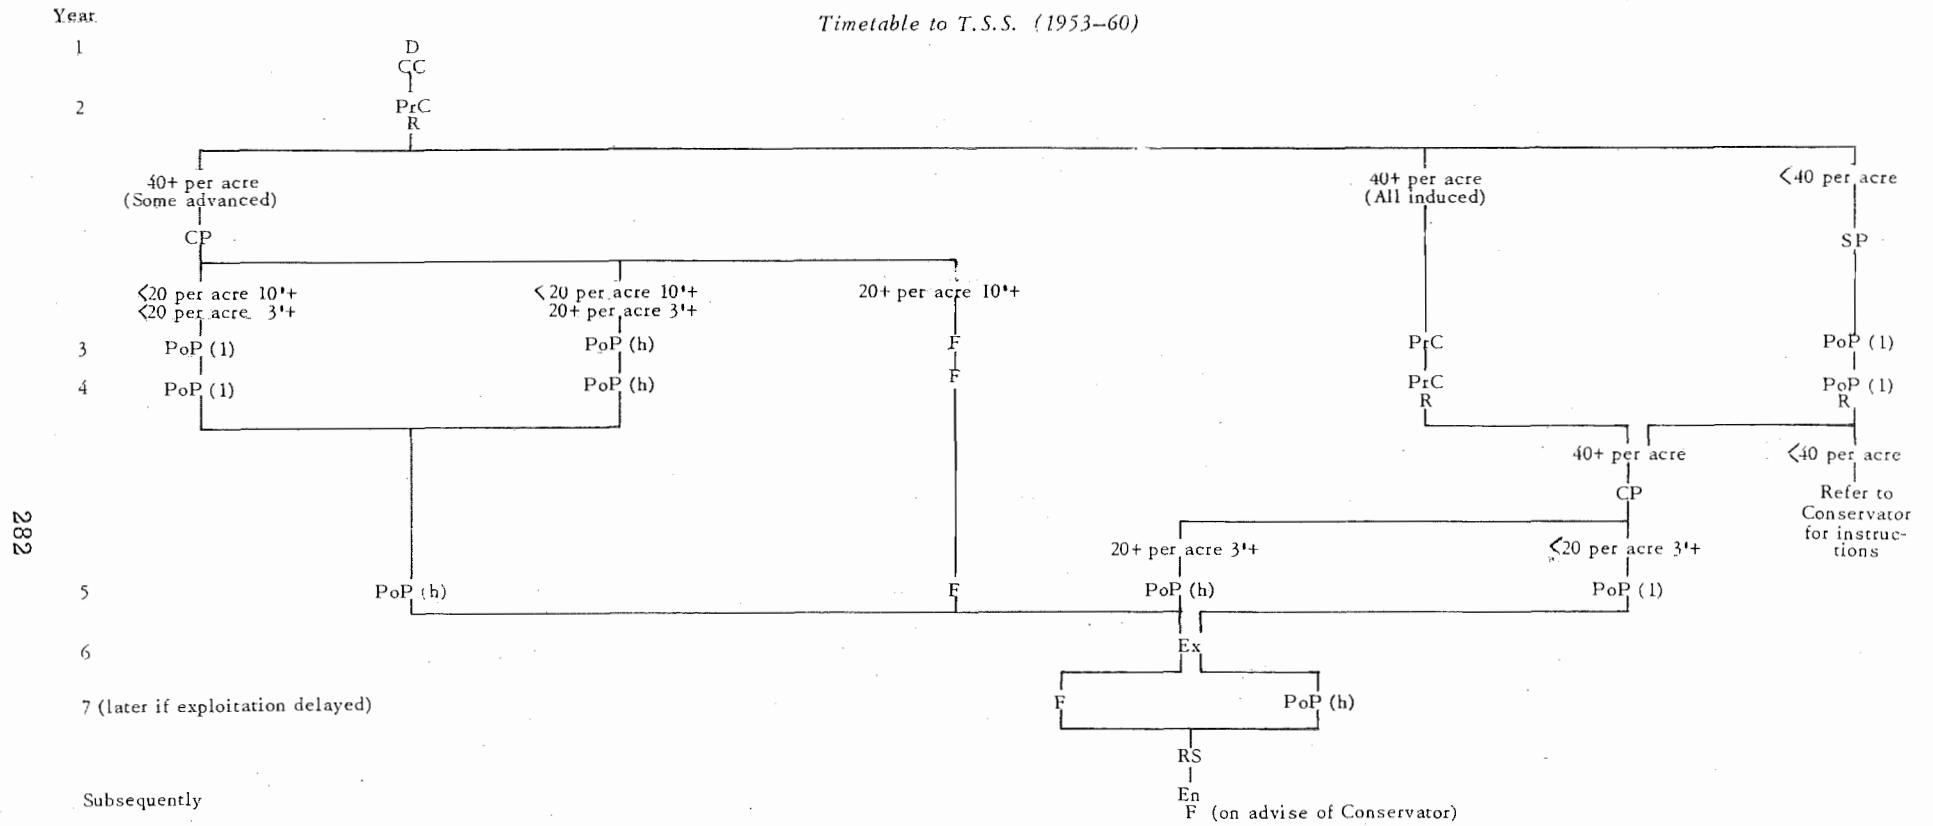 Year
Timetable to T.S.S. (1953–60)
1
D
CC
2
PrC
R
40+ per acre
(Some advanced)
40+ per acre
(All induced)
<40 per acre
CP
SP
<20 per acre 10'+
<20 per acre 3'+
<20 per acre 10'+
20+ per acre 3'+
20+ per acre 10'+
3
PoP (l)
PoP (h)
F
PrC
PoP (l)
4
PoP (l)
PoP (h)
F
PrC
R
PoP (l)
R
40+ per acre
<40 per acre
CP
Refer to
Conservator
for instruc-
tions
282
20+ per acre 3'+
<20 per acre 3'+
5
PoP (h)
F
PoP (h)
PoP (l)
6
Ex
7 (later if exploitation delayed)
F
PoP (h)
RS
Subsequently
En
F (on advise of Conservator)